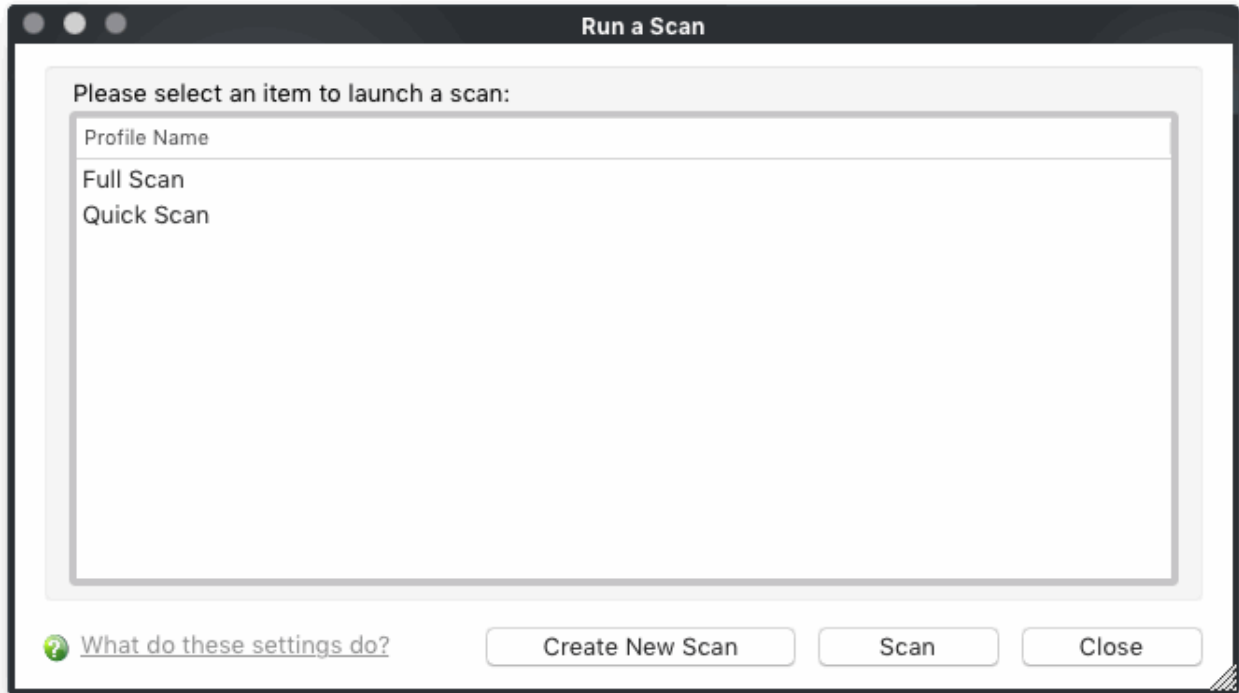 Run a Scan
Please select an item to launch a scan:
Profile Name
Full Scan
Quick Scan
What do these settings do?
Create New Scan
Scan
Close